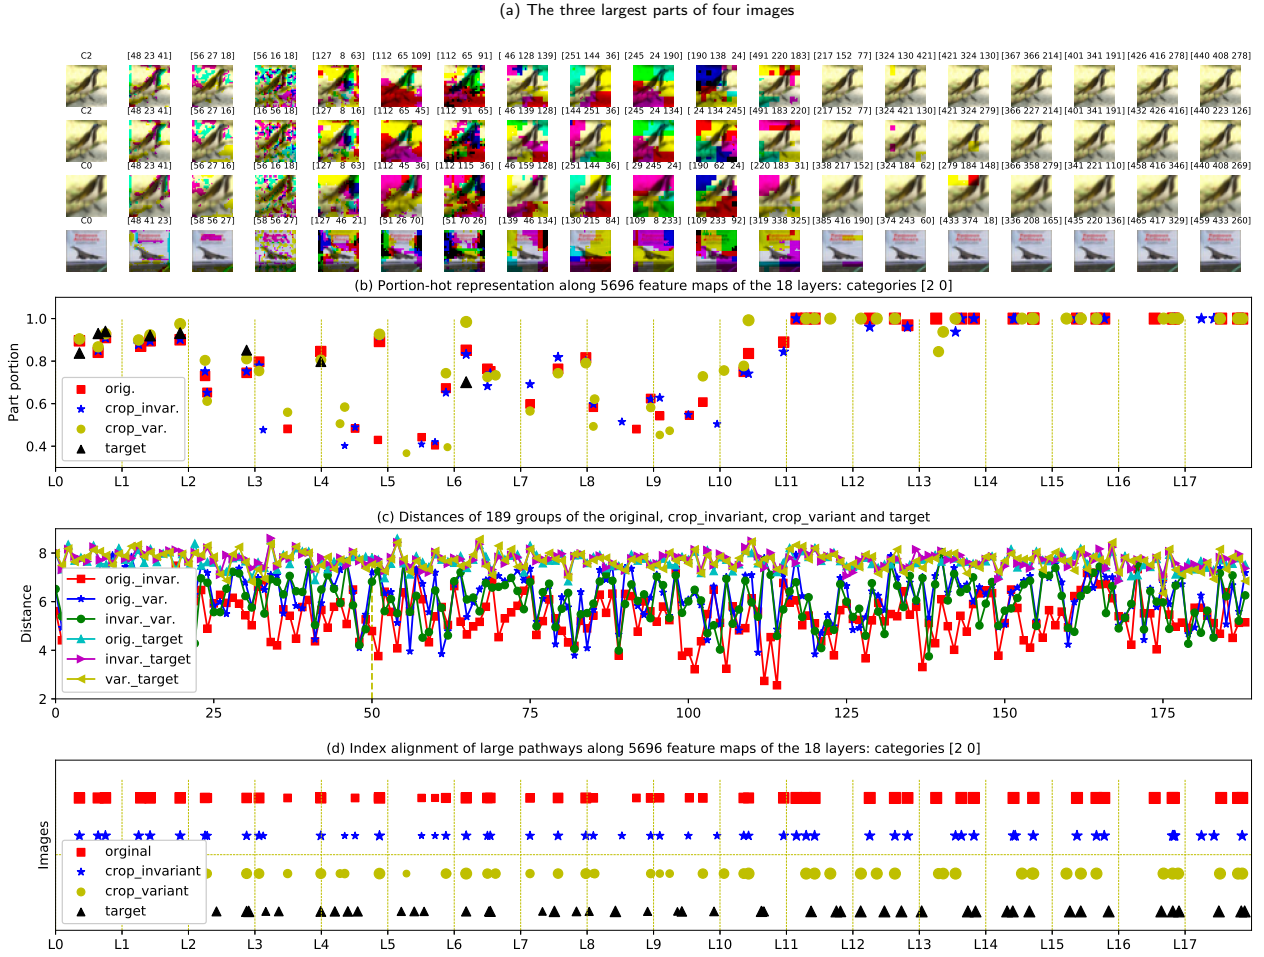 (a) The three largest parts of four images
C2 [48 23 41] [56 27 18] [56 16 18] [127 8 63] [112 65 109] [112 65 91] [ 46 128 139] [251 144 36] [245 24 190] [190 138 24] [491 220 183] [217 152 77] [324 130 421] [421 324 130] [367 366 214] [401 341 191] [426 416 278] [440 408 278]
C2 [48 23 41] [56 27 16] [16 56 18] [127 8 16] [112 65 45] [112 91 65] [ 46 139 128] [144 251 36] [245 24 134] [ 24 134 245] [491 183 220] [217 152 77] [324 421 130] [421 324 279] [366 227 214] [401 341 191] [432 426 416] [440 223 126]
C0 [48 23 41] [56 27 16] [56 16 18] [127 8 63] [112 45 36] [112 115 36] [ 46 159 128] [251 144 36] [ 29 245 24] [190 62 24] [220 183 31] [338 217 152] [324 184 62] [279 184 148] [366 358 279] [341 221 110] [458 416 346] [440 408 269]
C0 [48 41 23] [58 56 27] [58 56 27] [127 46 21] [51 26 70] [51 70 26] [139 46 134] [130 215 84] [109 8 233] [109 233 92] [319 338 325] [385 416 190] [374 243 60] [433 374 18] [336 208 165] [435 220 136] [465 417 329] [459 433 260]
(b) Portion-hot representation along 5696 feature maps of the 18 layers: categories [2 0]
Part portion
1.0
0.8
0.6
0.4
orig.
crop_invar.
crop_var.
target
L0 L1 L2 L3 L4 L5 L6 L7 L8 L9 L10 L11 L12 L13 L14 L15 L16 L17
(c) Distances of 189 groups of the original, crop_invariant, crop_variant and target
Distance
8
6
4
2
orig._invar.
orig._var.
invar._var.
orig._target
invar._target
var._target
0 25 50 75 100 125 150 175
(d) Index alignment of large pathways along 5696 feature maps of the 18 layers: categories [2 0]
Images
orginal
crop_invariant
crop_variant
target
L0 L1 L2 L3 L4 L5 L6 L7 L8 L9 L10 L11 L12 L13 L14 L15 L16 L17